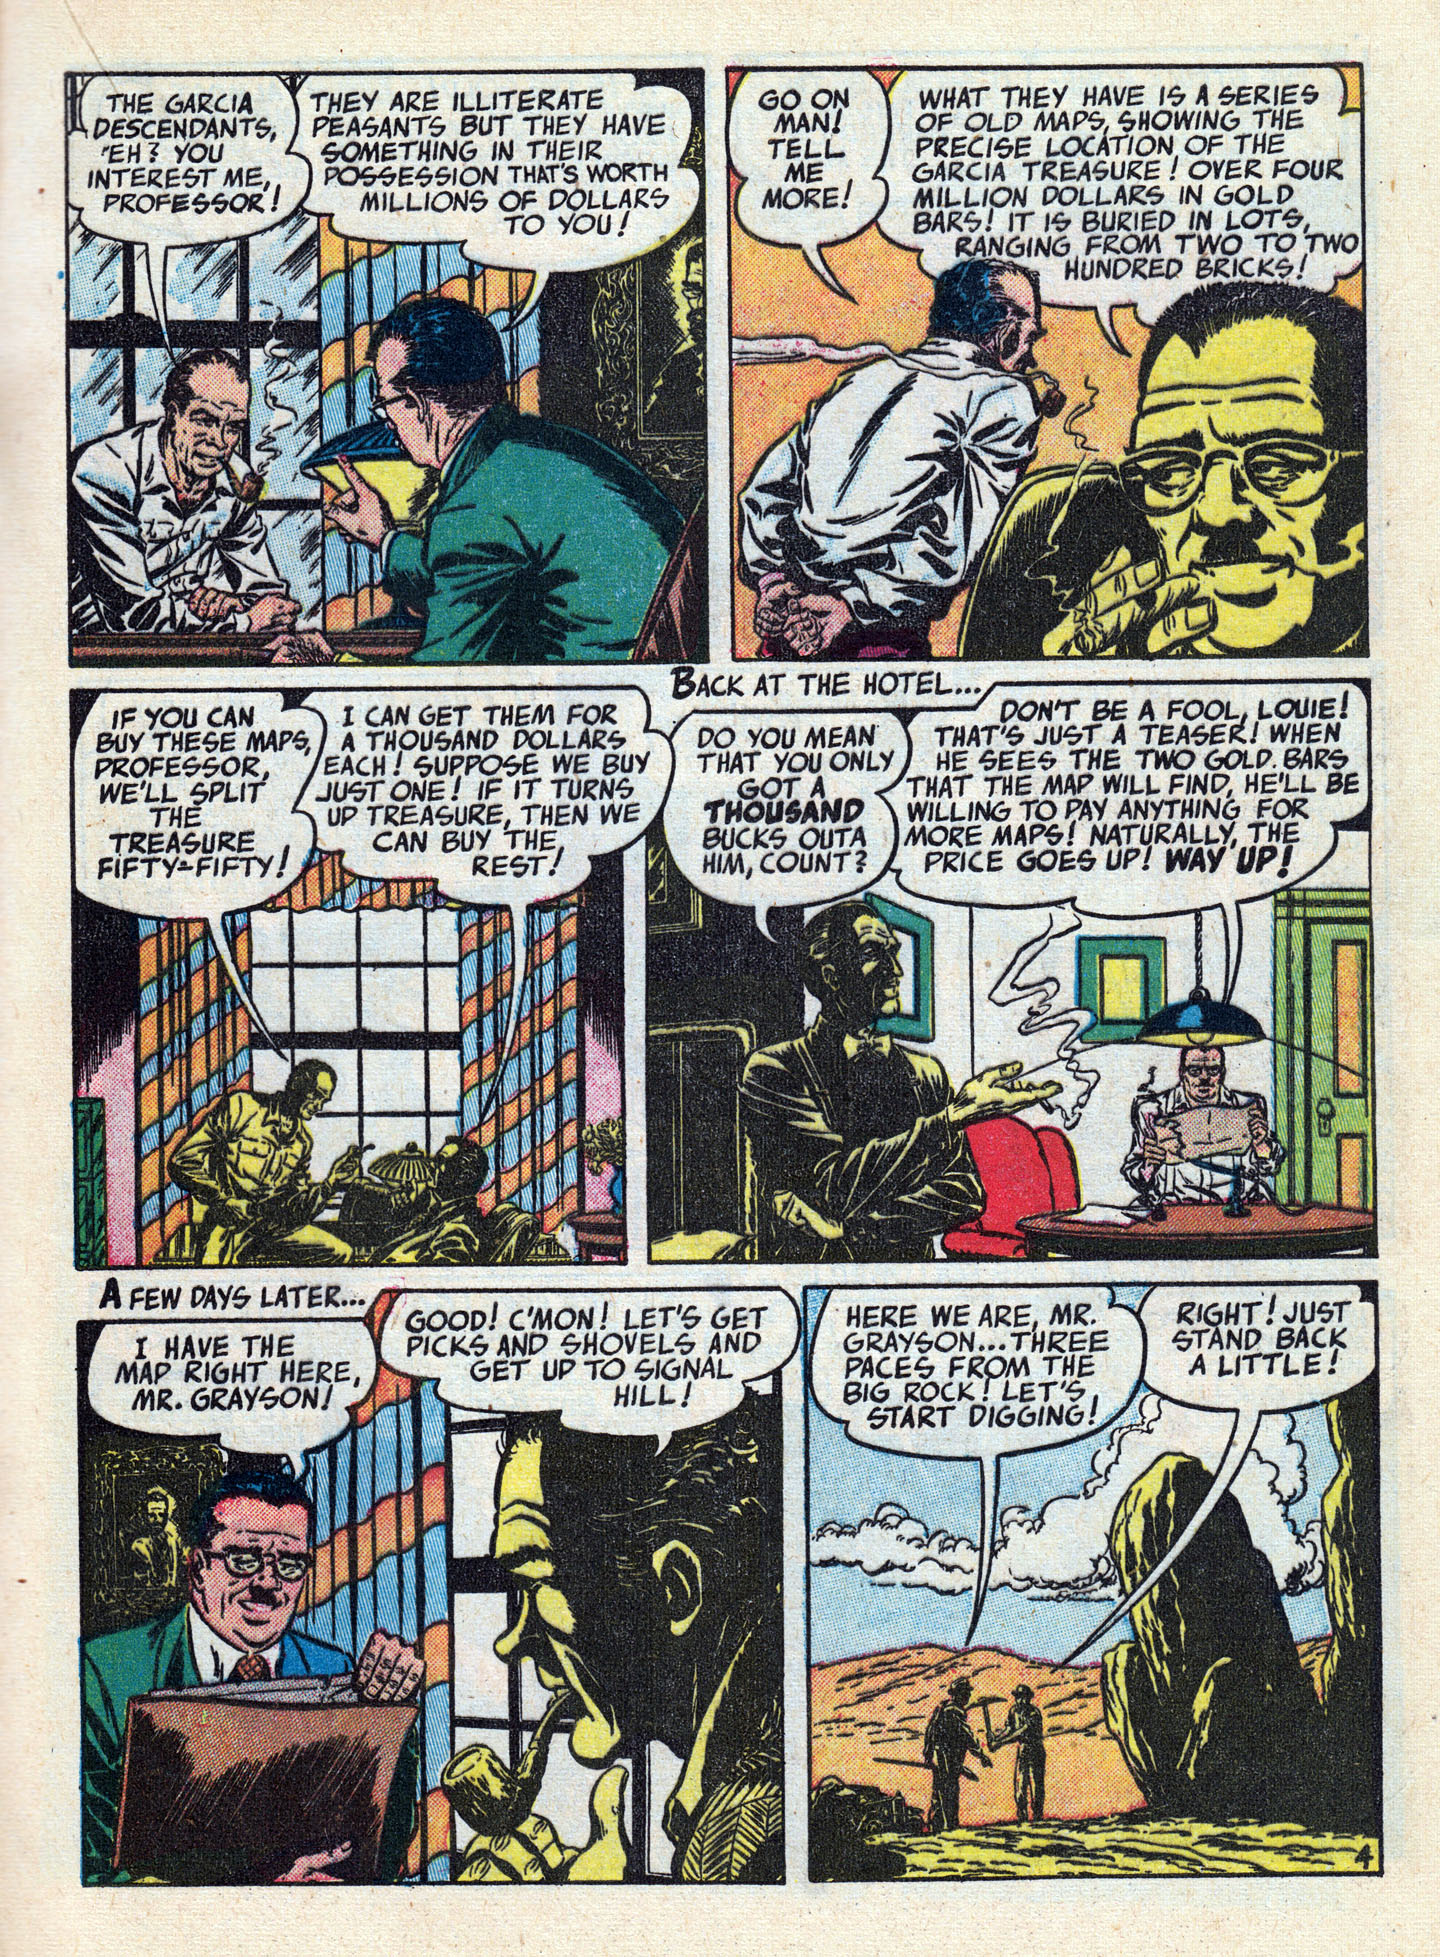 THE GARCIA
DESCENDANTS,
'EH? YOU
INTEREST ME,
PROFESSOR!
THEY ARE ILLITERATE
PEASANTS BUT THEY HAVE
SOMETHING IN THEIR
POSSESSION THAT'S WORTH
MILLIONS OF DOLLARS
TO YOU!
GO ON
MAN!
TELL
ME
MORE!
WHAT THEY HAVE IS A SERIES
OF OLD MAPS, SHOWING THE
PRECISE LOCATION OF THE
GARCIA TREASURE! OVER FOUR
MILLION DOLLARS IN GOLD
BARS! IT IS BURIED IN LOTS,
RANGING FROM TWO TO TWO
HUNDRED BRICKS!
IF YOU CAN
BUY THESE MAPS,
PROFESSOR,
WE'LL SPLIT
THE
TREASURE
FIFTY-FIFTY!
I CAN GET THEM FOR
A THOUSAND DOLLARS
EACH! SUPPOSE WE BUY
JUST ONE! IF IT TURNS
UP TREASURE, THEN WE
CAN BUY THE
REST!
BACK AT THE HOTEL...
DO YOU MEAN
THAT YOU ONLY
GOT A
THOUSAND
BUCKS OUTA
HIM, COUNT?
DON'T BE A FOOL, LOUIE!
THAT'S JUST A TEASER! WHEN
HE SEES THE TWO GOLD BARS
THAT THE MAP WILL FIND, HE'LL BE
WILLING TO PAY ANYTHING FOR
MORE MAPS! NATURALLY, THE
PRICE GOES UP! WAY UP!
A FEW DAYS LATER...
I HAVE THE
MAP RIGHT HERE,
MR. GRAYSON!
GOOD! C'MON! LET'S GET
PICKS AND SHOVELS AND
GET UP TO SIGNAL
HILL!
HERE WE ARE, MR.
GRAYSON... THREE
PACES FROM THE
BIG ROCK! LET'S
START DIGGING!
RIGHT! JUST
STAND BACK
A LITTLE!
4